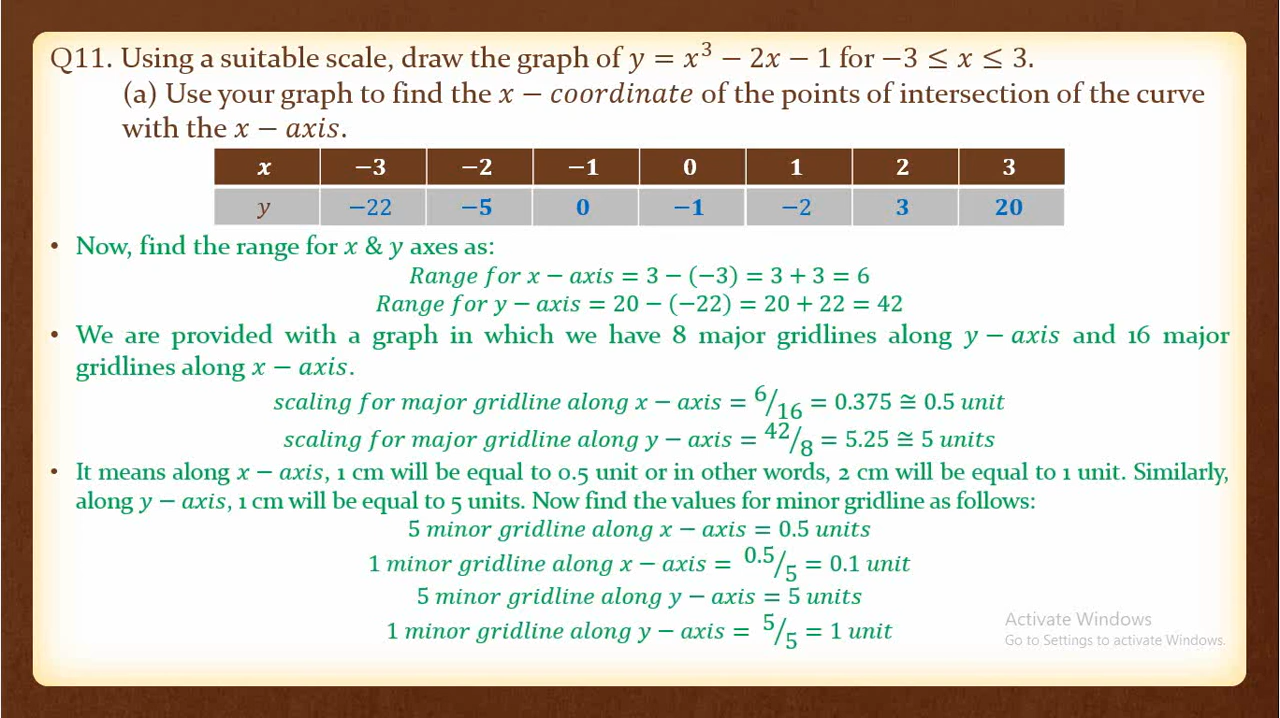 Q11. Using a suitable scale, draw the graph of y = x³ − 2x − 1 for −3 ≤ x ≤ 3.
(a) Use your graph to find the x − coordinate of the points of intersection of the curve
with the x − axis.
x −3 −2 −1 0 1 2 3
y −22 −5 0 −1 −2 3 20
• Now, find the range for x & y axes as:
Range for x − axis = 3 − (−3) = 3 + 3 = 6
Range for y − axis = 20 − (−22) = 20 + 22 = 42
• We are provided with a graph in which we have 8 major gridlines along y − axis and 16 major
gridlines along x − axis.
scaling for major gridline along x − axis = 6/16 = 0.375 ≅ 0.5 unit
scaling for major gridline along y − axis = 42/8 = 5.25 ≅ 5 units
• It means along x − axis, 1 cm will be equal to 0.5 unit or in other words, 2 cm will be equal to 1 unit. Similarly,
along y − axis, 1 cm will be equal to 5 units. Now find the values for minor gridline as follows:
5 minor gridline along x − axis = 0.5 units
1 minor gridline along x − axis = 0.5/5 = 0.1 unit
5 minor gridline along y − axis = 5 units
1 minor gridline along y − axis = 5/5 = 1 unit
Activate Windows
Go to Settings to activate Windows.